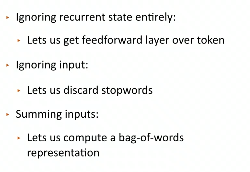 Ignoring recurrent state entirely:
Lets us get feedforward layer over token
Ignoring input:
Lets us discard stopwords
Summing inputs:
Lets us compute a bag-of-words
representation